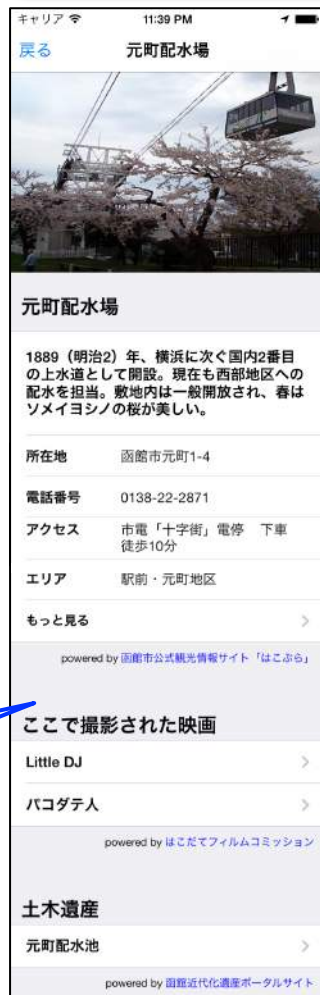 キャリア 11:39 PM
戻る 元町配水場
元町配水場
1889（明治2）年、横浜に次ぐ国内2番目
の上水道として開設。現在も西部地区への
配水を担当。敷地内は一般開放され、春は
ソメイヨシノの桜が美しい。
所在地 函館市元町1-4
電話番号 0138-22-2871
アクセス 市電「十字街」電停 下車
徒歩10分
エリア 駅前・元町地区
もっと見る
powered by 函館市公式観光情報サイト「はこぶら」
ここで撮影された映画
Little DJ
パコダテ人
powered by はこだてフィルムコミッション
土木遺産
元町配水池
powered by 函館近代化遺産ポータルサイト